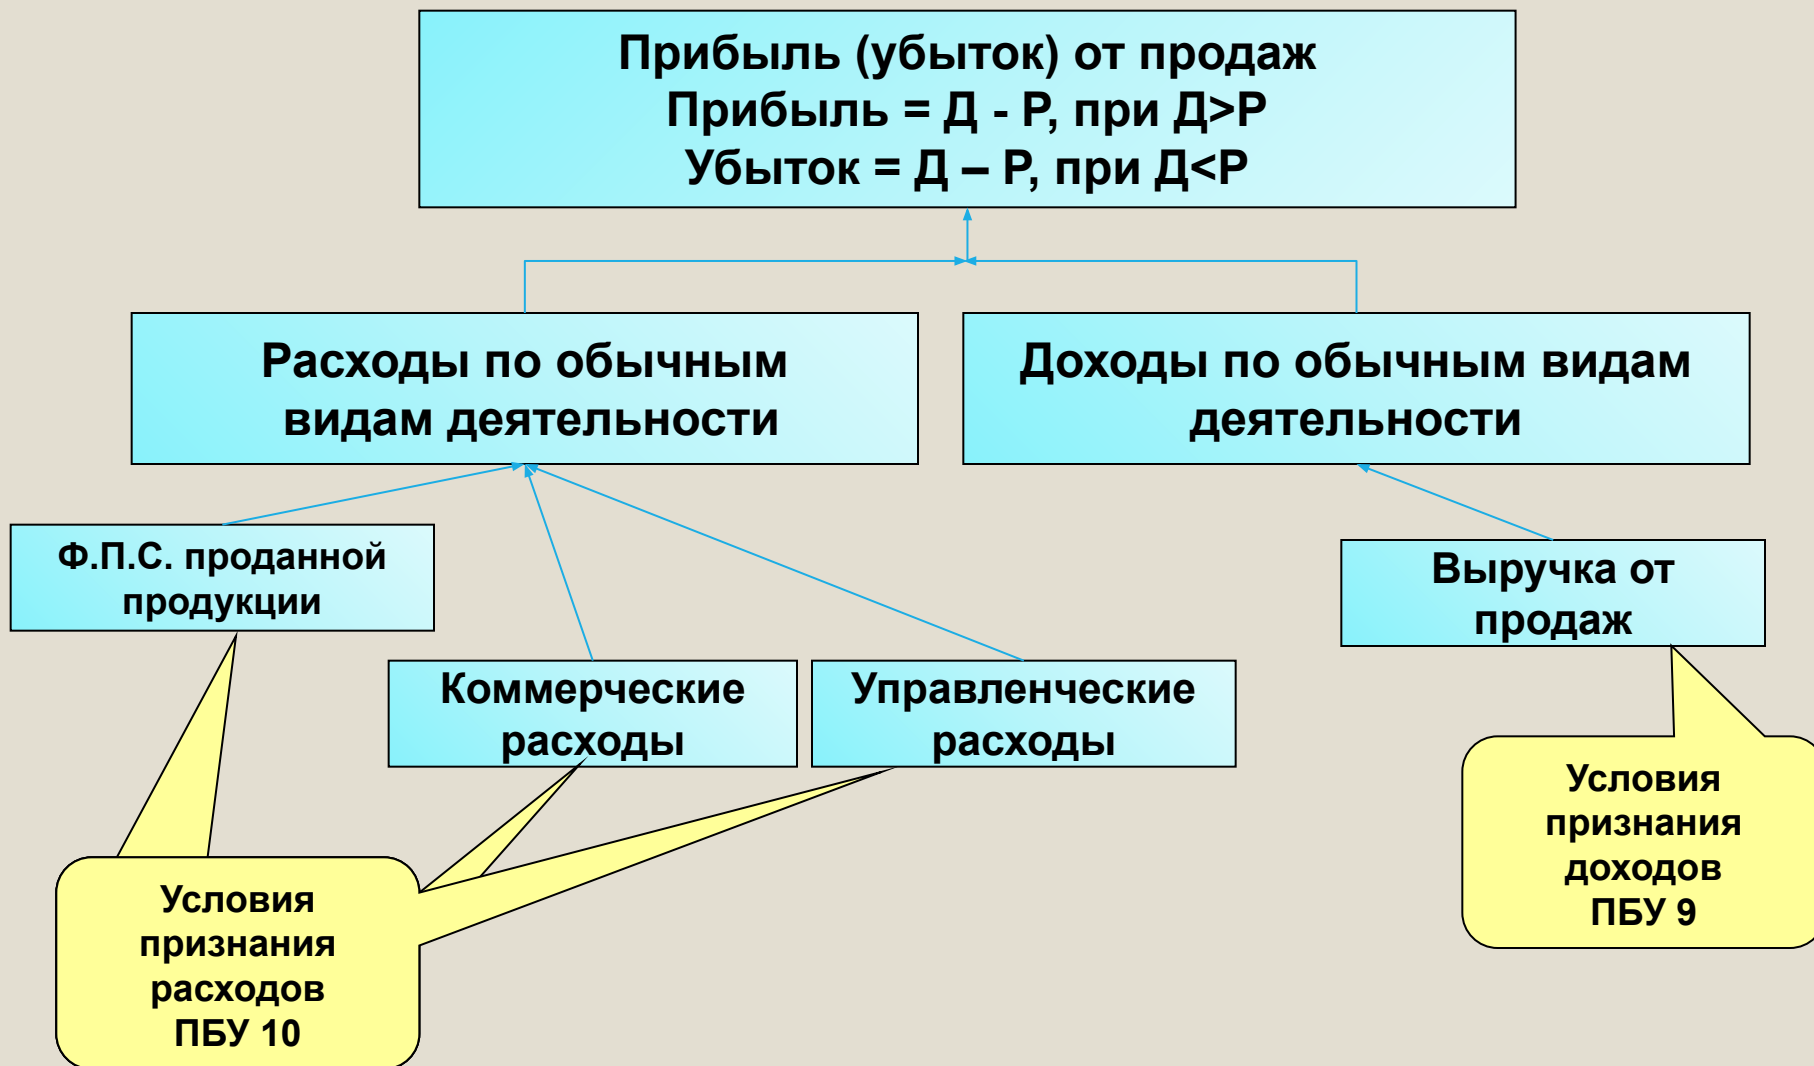 Прибыль (убыток) от продаж
Прибыль = Д - Р, при Д>Р
Убыток = Д – Р, при Д<Р
Расходы по обычным
видам деятельности
Доходы по обычным видам
деятельности
Ф.П.С. проданной
продукции
Выручка от
продаж
Коммерческие
расходы
Управленческие
расходы
Условия
признания
расходов
ПБУ 10
Условия
признания
доходов
ПБУ 9